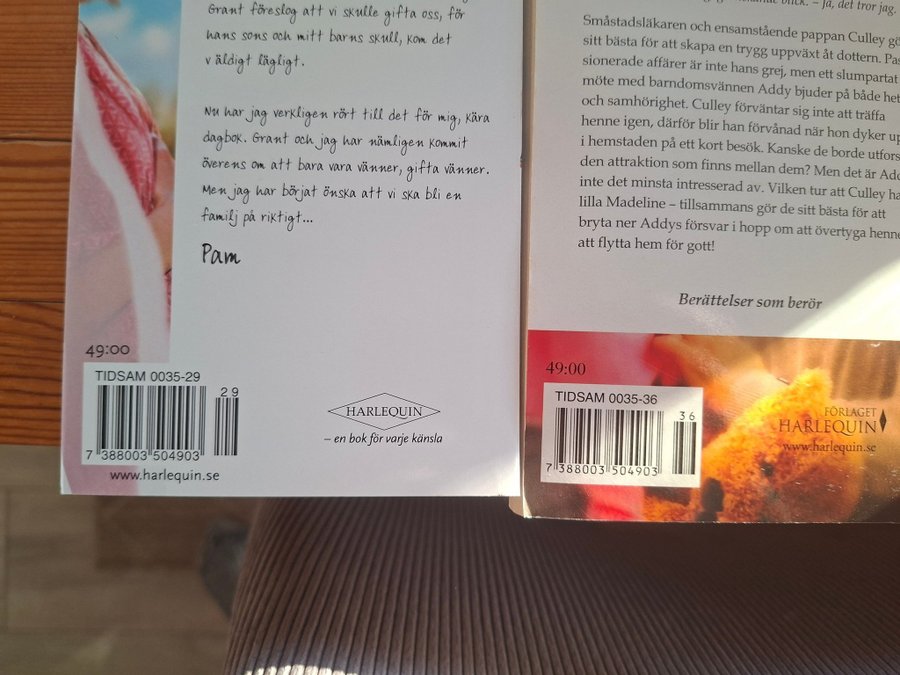 Grant föreslog att vi skulle gifta oss, för
hans sons och mitt barns skull, kom det
väldigt lägligt.
Nu har jag verkligen rört till det för mig, kära
dagbok. Grant och jag har nämligen kommit
överens om att bara vara vänner, gifta vänner.
Men jag har börjat önska att vi ska bli en
familj på riktigt...
Pam
49:00
TIDSAM 0035-29
29
7 388003 504903
www.harlequin.se
HARLEQUIN
– en bok för varje känsla
blick. – Ja, det tror jag.
Småstadsläkaren och ensamstående pappan Culley gö
sitt bästa för att skapa en trygg uppväxt åt dottern. Pas
sionerade affärer är inte hans grej, men ett slumpartat
möte med barndomsvännen Addy bjuder på både het
och samhörighet. Culley förväntar sig inte att träffa
henne igen, därför blir han förvånad när hon dyker up
i hemstaden på ett kort besök. Kanske de borde utfors
den attraktion som finns mellan dem? Men det är Add
inte det minsta intresserad av. Vilken tur att Culley ha
lilla Madeline – tillsammans gör de sitt bästa för att
bryta ner Addys försvar i hopp om att övertyga henne
att flytta hem för gott!
Berättelser som berör
49:00
TIDSAM 0035-36
36
7 388003 504903
FÖRLAGET
HARLEQUIN
www.harlequin.se